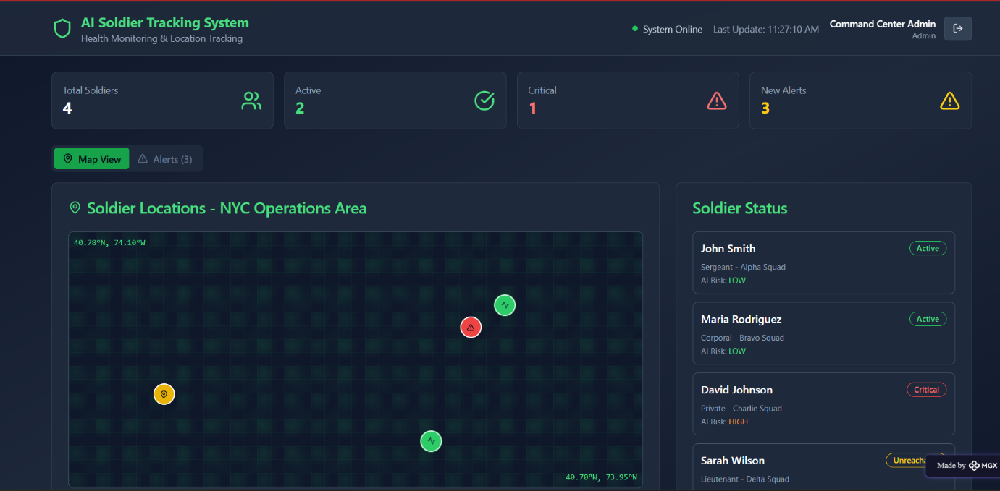 AI Soldier Tracking System
Health Monitoring & Location Tracking
System Online
Last Update: 11:27:10 AM
Command Center Admin
Admin
Total Soldiers
4
Active
2
Critical
1
New Alerts
3
Map View
Alerts (3)
Soldier Locations - NYC Operations Area
40.78°N, 74.10°W
40.70°N, 73.95°W
Soldier Status
John Smith
Active
Sergeant - Alpha Squad
AI Risk: LOW
Maria Rodriguez
Active
Corporal - Bravo Squad
AI Risk: LOW
David Johnson
Critical
Private - Charlie Squad
AI Risk: HIGH
Sarah Wilson
Lieutenant - Delta Squad
Made by MGX